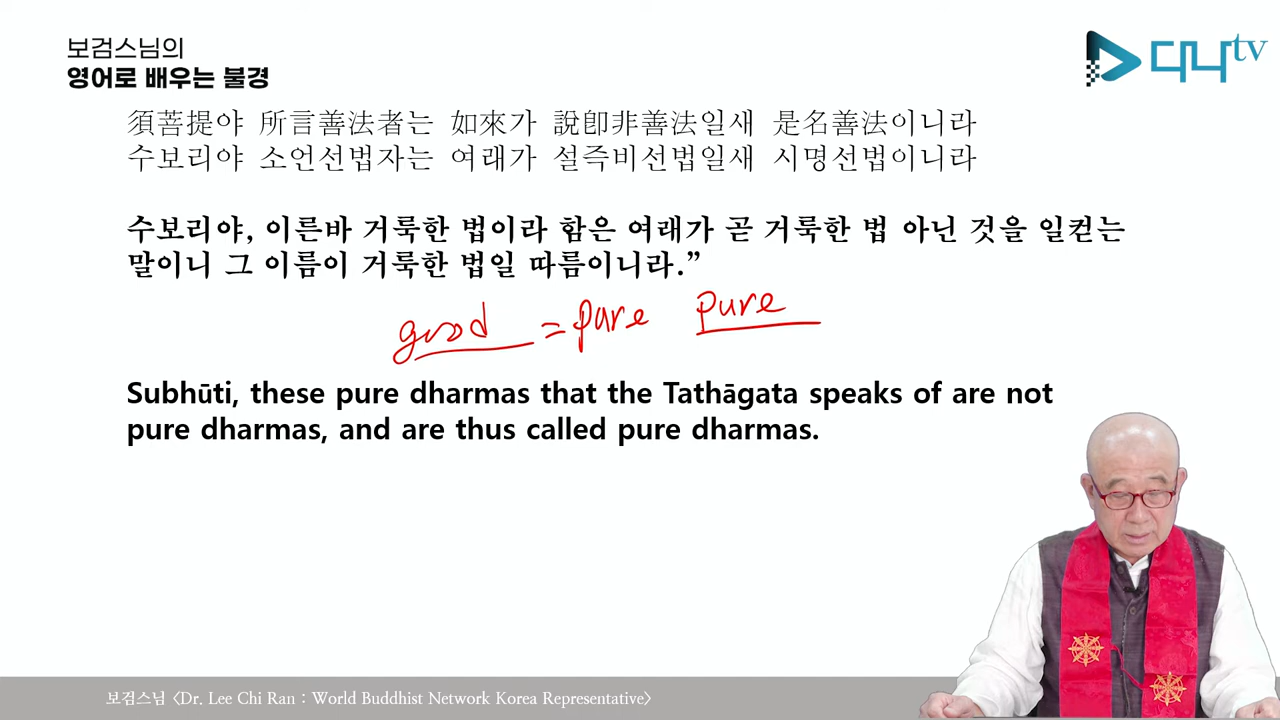 보검스님의
영어로 배우는 불경
다나tv
須菩提야 所言善法者는 如來가 說卽非善法일새 是名善法이니라
수보리야 소언선법자는 여래가 설즉비선법일새 시명선법이니라
수보리야, 이른바 거룩한 법이라 함은 여래가 곧 거룩한 법 아닌 것을 일컫는
말이니 그 이름이 거룩한 법일 따름이니라.”
good = pure pure
Subhūti, these pure dharmas that the Tathāgata speaks of are not
pure dharmas, and are thus called pure dharmas.
보검스님 <Dr. Lee Chi Ran : World Buddhist Network Korea Representative>